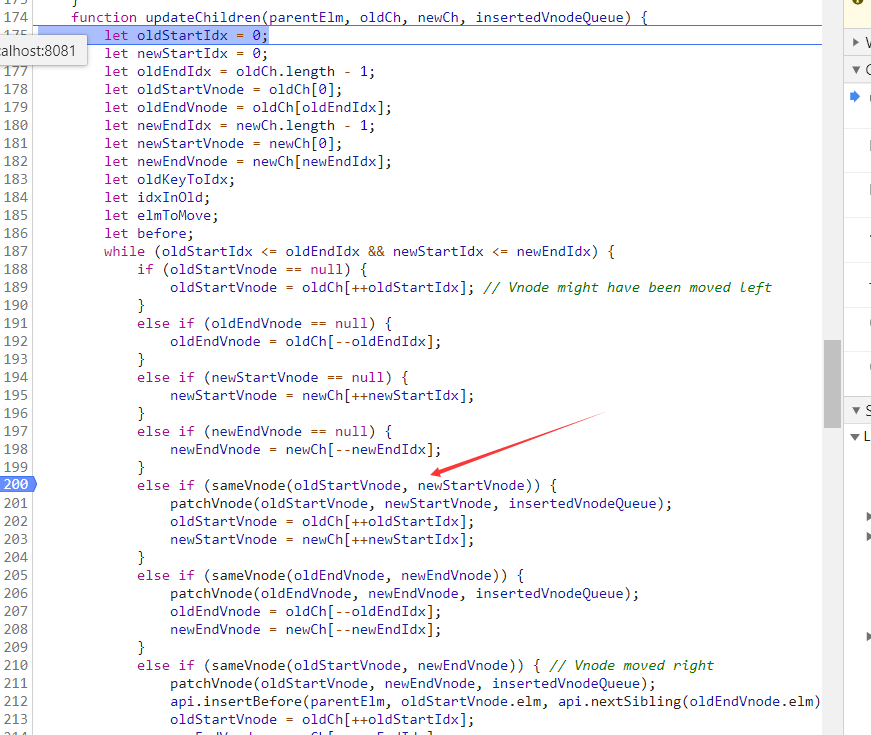 174 function updateChildren(parentElm, oldCh, newCh, insertedVnodeQueue) {
let oldStartIdx = 0;
alhost:8081 let newStartIdx = 0;
177 let oldEndIdx = oldCh.length - 1;
178 let oldStartVnode = oldCh[0];
179 let oldEndVnode = oldCh[oldEndIdx];
180 let newEndIdx = newCh.length - 1;
181 let newStartVnode = newCh[0];
182 let newEndVnode = newCh[newEndIdx];
183 let oldKeyToIdx;
184 let idxInOld;
185 let elmToMove;
186 let before;
187 while (oldStartIdx <= oldEndIdx && newStartIdx <= newEndIdx) {
188 if (oldStartVnode == null) {
189 oldStartVnode = oldCh[++oldStartIdx]; // Vnode might have been moved left
190 }
191 else if (oldEndVnode == null) {
192 oldEndVnode = oldCh[--oldEndIdx];
193 }
194 else if (newStartVnode == null) {
195 newStartVnode = newCh[++newStartIdx];
196 }
197 else if (newEndVnode == null) {
198 newEndVnode = newCh[--newEndIdx];
199 }
200 else if (sameVnode(oldStartVnode, newStartVnode)) {
201 patchVnode(oldStartVnode, newStartVnode, insertedVnodeQueue);
202 oldStartVnode = oldCh[++oldStartIdx];
203 newStartVnode = newCh[++newStartIdx];
204 }
205 else if (sameVnode(oldEndVnode, newEndVnode)) {
206 patchVnode(oldEndVnode, newEndVnode, insertedVnodeQueue);
207 oldEndVnode = oldCh[--oldEndIdx];
208 newEndVnode = newCh[--newEndIdx];
209 }
210 else if (sameVnode(oldStartVnode, newEndVnode)) { // Vnode moved right
211 patchVnode(oldStartVnode, newEndVnode, insertedVnodeQueue);
212 api.insertBefore(parentElm, oldStartVnode.elm, api.nextSibling(oldEndVnode.elm)
213 oldStartVnode = oldCh[++oldStartIdx];